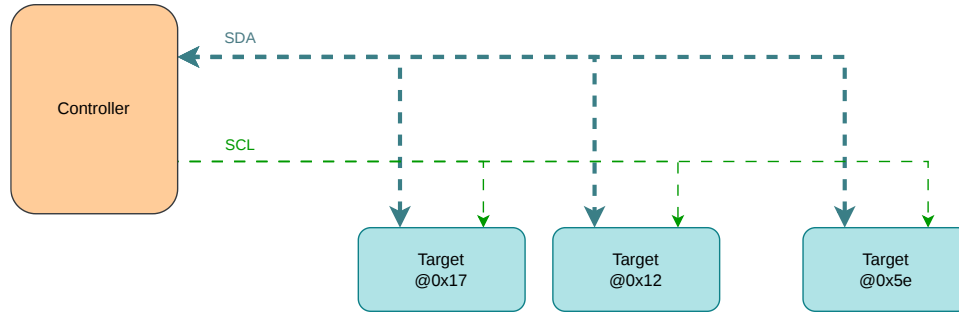 SDA
Controller
SCL
Target
@0x17
Target
@0x12
Target
@0x5e